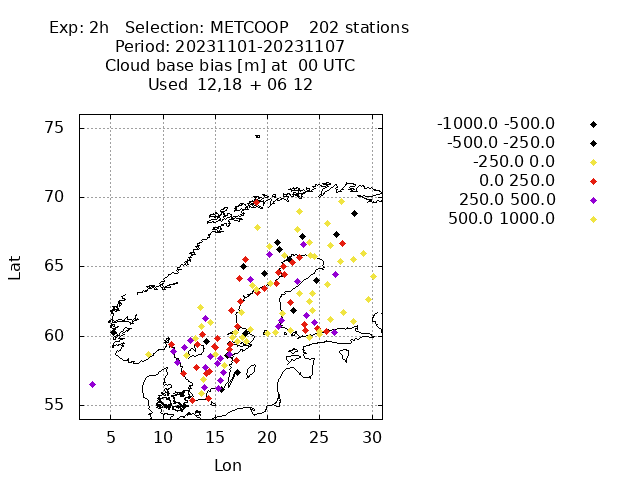 Exp: 2h Selection: METCOOP 202 stations
Period: 20231101-20231107
Cloud base bias [m] at 00 UTC
Used 12,18 + 06 12
-1000.0 -500.0
-500.0 -250.0
-250.0 0.0
0.0 250.0
250.0 500.0
500.0 1000.0
75
70
65
60
55
Lat
5 10 15 20 25 30
Lon